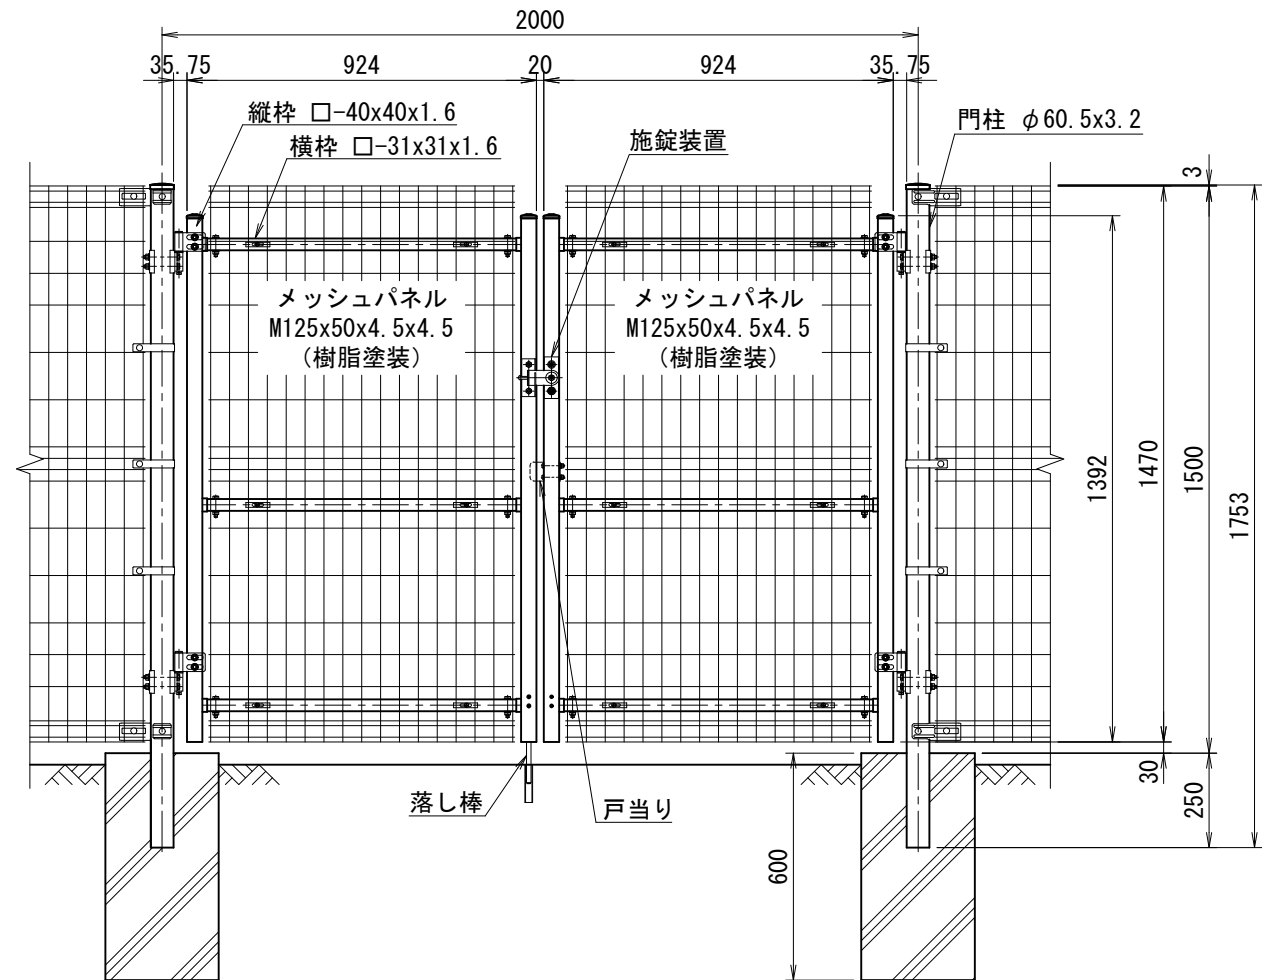 2000
35.75
924
20
924
35.75
縦枠 □-40x40x1.6
横枠 □-31x31x1.6
施錠装置
門柱 φ60.5x3.2
3
メッシュパネル
M125x50x4.5x4.5
(樹脂塗装)
メッシュパネル
M125x50x4.5x4.5
(樹脂塗装)
1392
1470
1500
1753
30
250
落し棒
戸当り
600